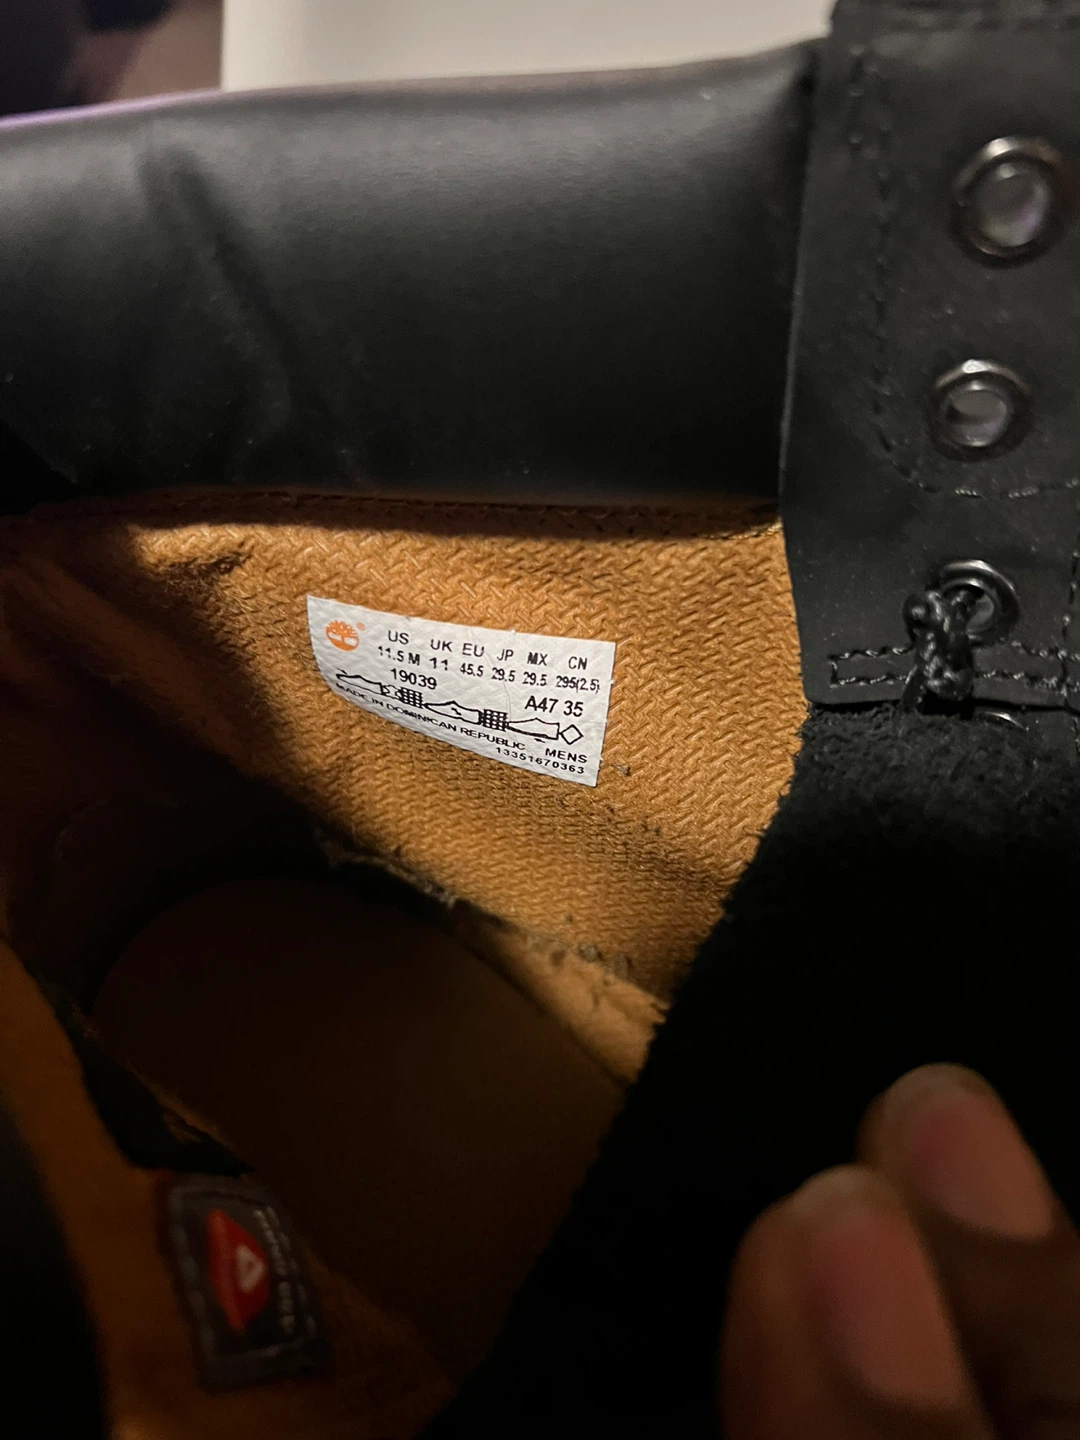 US UK EU JP MX CN
11.5 M 11 45.5 29.5 29.5 295(2.5)
19039 A47 35
MADE IN DOMINICAN REPUBLIC MENS
13351670363